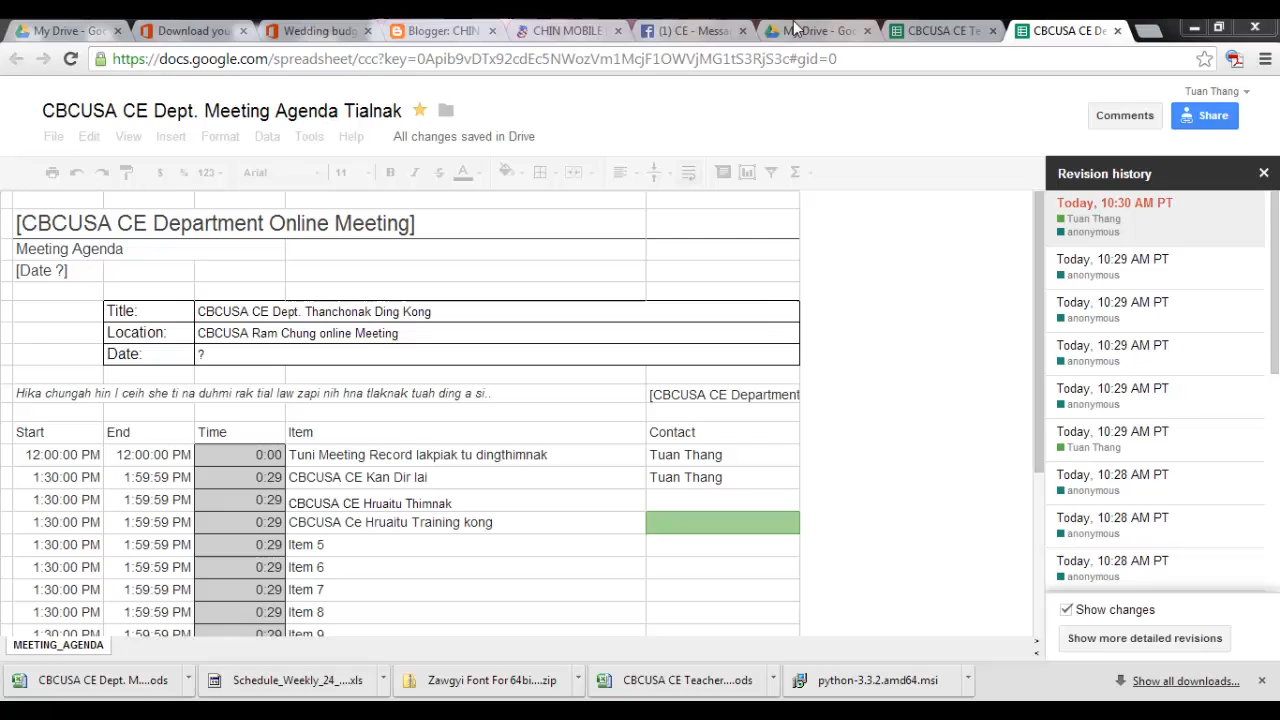 My Drive - Go
Download you
Wedding budg
Blogger: CHIN
CHIN MOBILE
(1) CE - Messa
My Drive - Go
CBCUSA CE Te
CBCUSA CE De
https://docs.google.com/spreadsheet/ccc?key=0Apib9vDTx92cdEc5NWozVm1McjF1OWVjMG1tS3RjS3c#gid=0
Tuan Thang
CBCUSA CE Dept. Meeting Agenda Tialnak
Comments
Share
File Edit View Insert Format Data Tools Help All changes saved in Drive
$ % 123 Arial 11 B I S A Σ
Revision history
[CBCUSA CE Department Online Meeting]
Meeting Agenda
[Date ?]
Title: CBCUSA CE Dept. Thanchonak Ding Kong
Location: CBCUSA Ram Chung online Meeting
Date: ?
Hika chungah hin I ceih she ti na duhmi rak tial law zapi nih hna tlaknak tuah ding a si.. [CBCUSA CE Department
Start End Time Item Contact
12:00:00 PM 12:00:00 PM 0:00 Tuni Meeting Record lakpiak tu dingthimnak Tuan Thang
1:30:00 PM 1:59:59 PM 0:29 CBCUSA CE Kan Dir lai Tuan Thang
1:30:00 PM 1:59:59 PM 0:29 CBCUSA CE Hruaitu Thimnak
1:30:00 PM 1:59:59 PM 0:29 CBCUSA Ce Hruaitu Training kong
1:30:00 PM 1:59:59 PM 0:29 Item 5
1:30:00 PM 1:59:59 PM 0:29 Item 6
1:30:00 PM 1:59:59 PM 0:29 Item 7
1:30:00 PM 1:59:59 PM 0:29 Item 8
1:30:00 PM 1:59:59 PM 0:29 Item 9
Today, 10:30 AM PT
Tuan Thang
anonymous
Today, 10:29 AM PT
anonymous
Today, 10:29 AM PT
anonymous
Today, 10:29 AM PT
anonymous
Today, 10:29 AM PT
anonymous
Today, 10:29 AM PT
Tuan Thang
Today, 10:28 AM PT
anonymous
Today, 10:28 AM PT
anonymous
Today, 10:28 AM PT
anonymous
Show changes
Show more detailed revisions
MEETING_AGENDA
CBCUSA CE Dept. M....ods
Schedule_Weekly_24_....xls
Zawgyi Font For 64bi....zip
CBCUSA CE Teacher....ods
python-3.3.2.amd64.msi
Show all downloads...